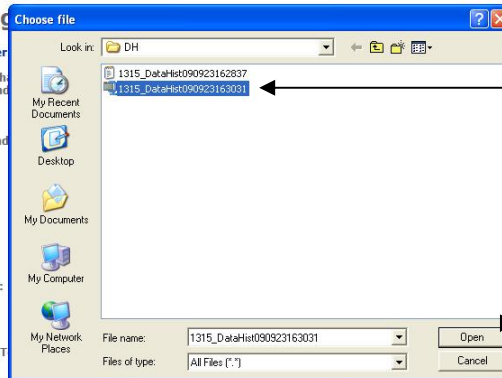 Choose file
Look in: DH
1315_DataHist090923162837
1315_DataHist090923163031
My Recent
Documents
Desktop
My Documents
My Computer
My Network
Places
File name: 1315_DataHist090923163031 Open
Files of type: All Files (*.*) Cancel